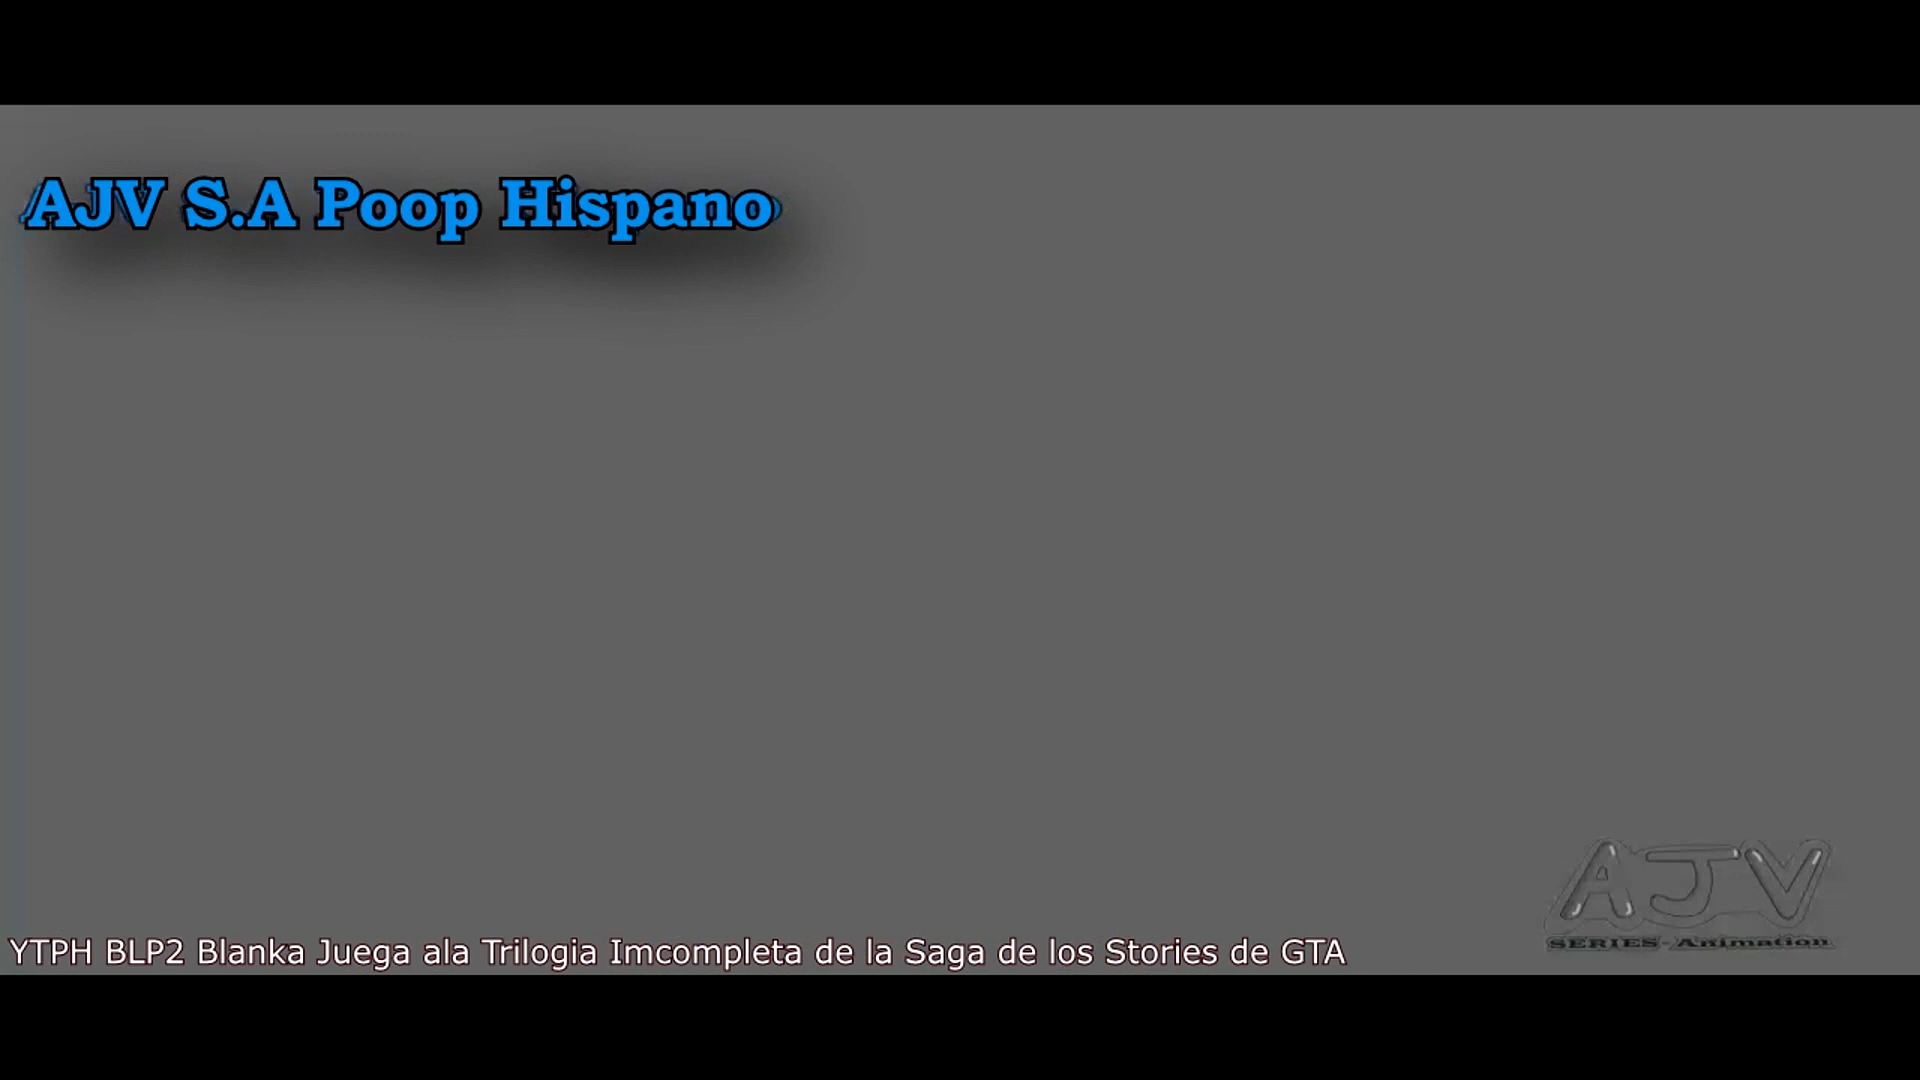 AJV S.A Poop Hispano
AJV
SERIES-Animation
YTPH BLP2 Blanka Juega ala Trilogia Imcompleta de la Saga de los Stories de GTA